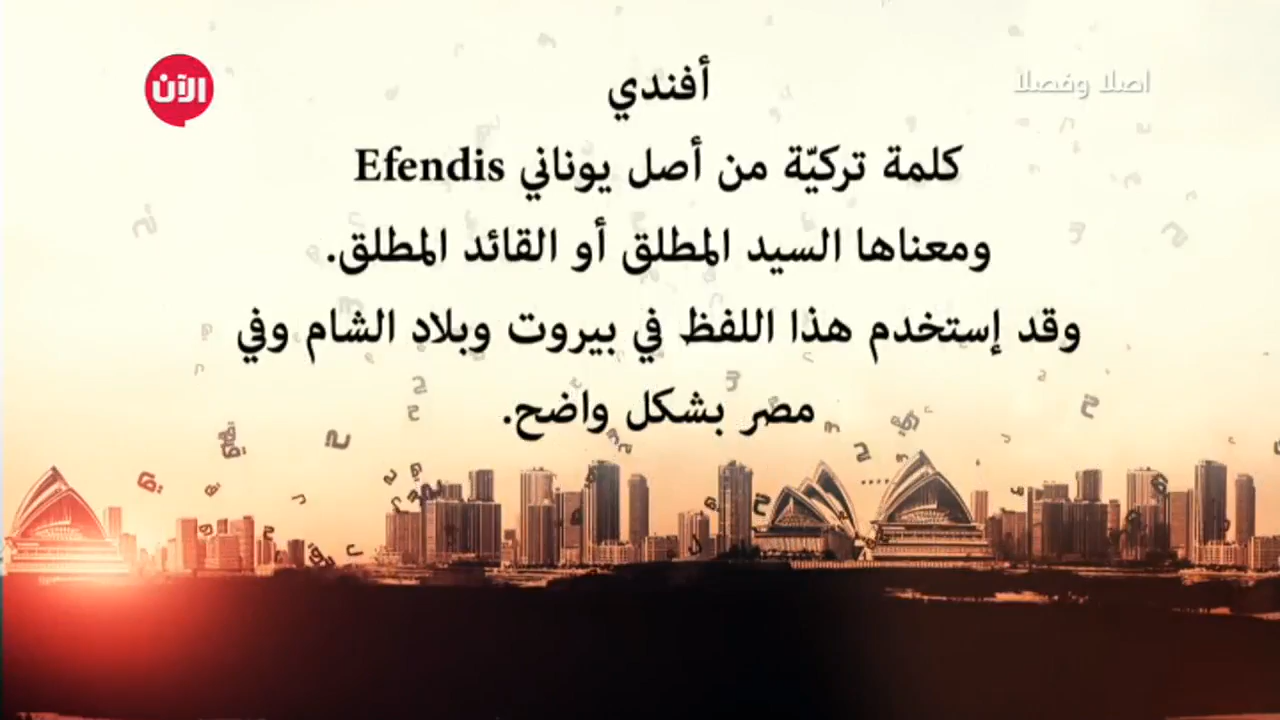 الآن
اصلا وفصلا
أفندي
كلمة تركيّة من أصل يوناني Efendis
ومعناها السيد المطلق أو القائد المطلق.
وقد إستخدم هذا اللفظ في بيروت وبلاد الشام وفي
مصر بشكل واضح.